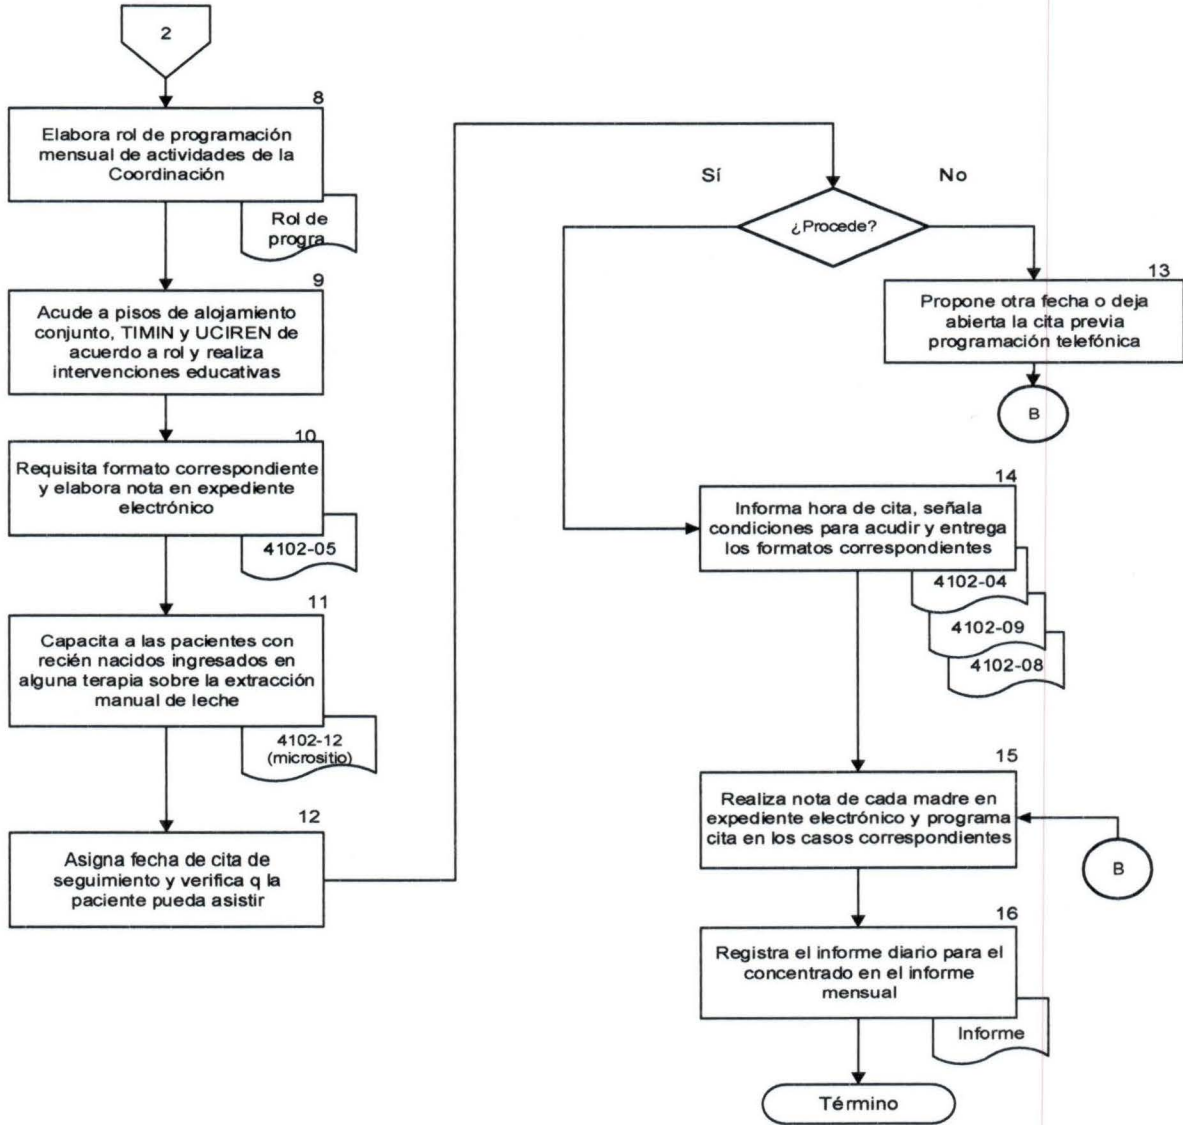 2
8
Elabora rol de programación
mensual de actividades de la
Coordinación
Rol de
progra
9
Acude a pisos de alojamiento
conjunto, TIMIN y UCIREN de
acuerdo a rol y realiza
intervenciones educativas
10
Requisita formato correspondiente
y elabora nota en expediente
electrónico
4102-05
11
Capacita a las pacientes con
recién nacidos ingresados en
alguna terapia sobre la extracción
manual de leche
4102-12
(micrositio)
12
Asigna fecha de cita de
seguimiento y verifica q la
paciente pueda asistir
Sí
No
¿Procede?
13
Propone otra fecha o deja
abierta la cita previa
programación telefónica
B
14
Informa hora de cita, señala
condiciones para acudir y entrega
los formatos correspondientes
4102-04
4102-09
4102-08
15
Realiza nota de cada madre en
expediente electrónico y programa
cita en los casos correspondientes
B
16
Registra el informe diario para el
concentrado en el informe
mensual
Informe
Término